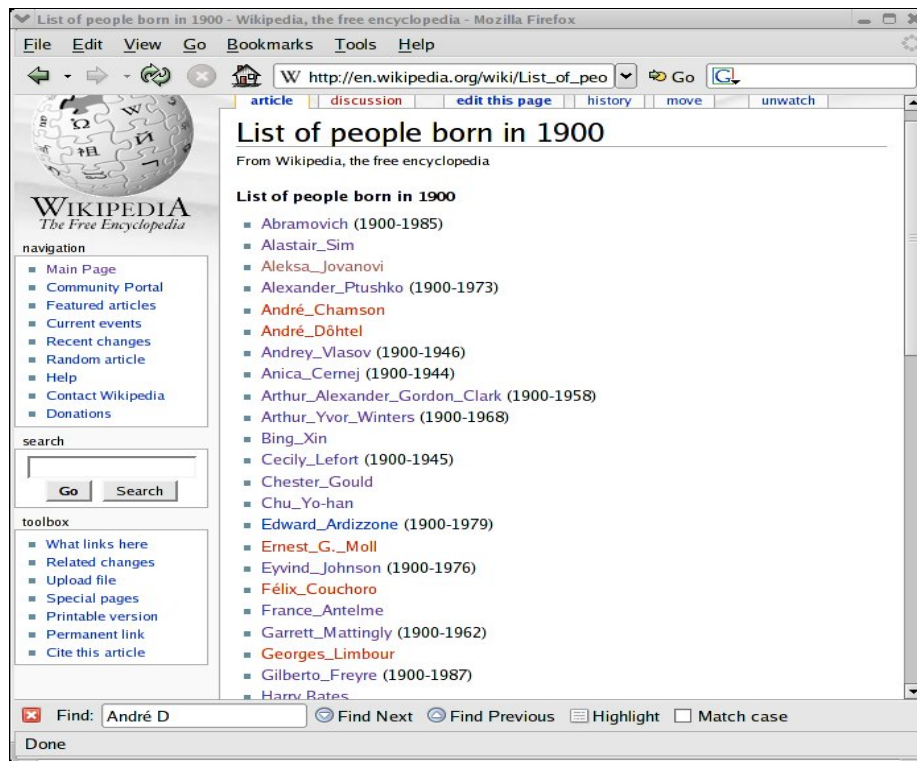 List of people born in 1900 - Wikipedia, the free encyclopedia - Mozilla Firefox
File Edit View Go Bookmarks Tools Help
W http://en.wikipedia.org/wiki/List_of_peo Go G
article discussion edit this page history move unwatch
Ω W И 祖
WIKIPEDIA
The Free Encyclopedia
navigation
Main Page
Community Portal
Featured articles
Current events
Recent changes
Random article
Help
Contact Wikipedia
Donations
search
Go Search
toolbox
What links here
Related changes
Upload file
Special pages
Printable version
Permanent link
Cite this article
List of people born in 1900
From Wikipedia, the free encyclopedia
List of people born in 1900
Abramovich (1900-1985)
Alastair_Sim
Aleksa_Jovanovi
Alexander_Ptushko (1900-1973)
André_Chamson
André_Dôhtel
Andrey_Vlasov (1900-1946)
Anica_Cernej (1900-1944)
Arthur_Alexander_Gordon_Clark (1900-1958)
Arthur_Yvor_Winters (1900-1968)
Bing_Xin
Cecily_Lefort (1900-1945)
Chester_Gould
Chu_Yo-han
Edward_Ardizzone (1900-1979)
Ernest_G._Moll
Eyvind_Johnson (1900-1976)
Félix_Couchoro
France_Antelme
Garrett_Mattingly (1900-1962)
Georges_Limbour
Gilberto_Freyre (1900-1987)
Harry_Bates
Find: André D Find Next Find Previous Highlight Match case
Done